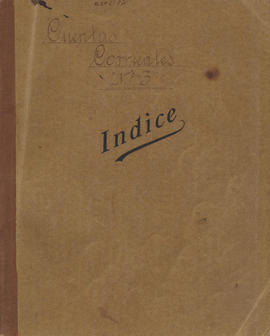 Cuentas
Corrientes
Nº 3
Indice